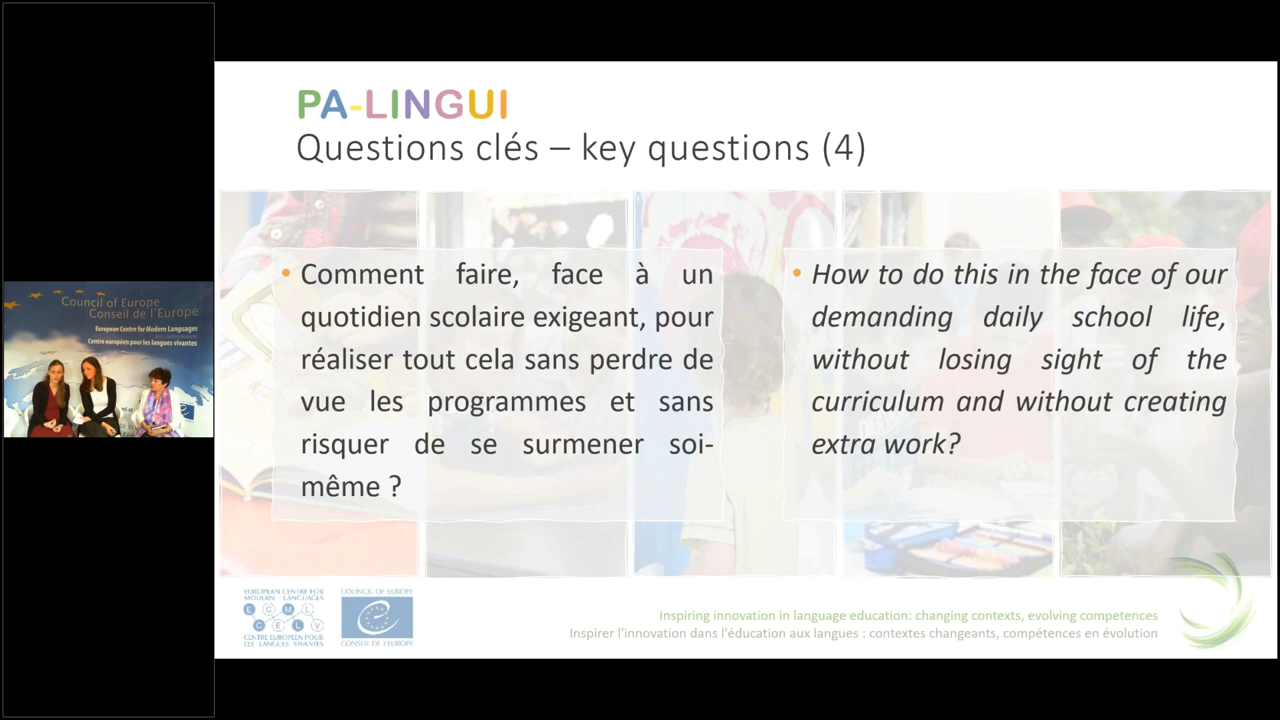 Council of Europe
Conseil de l'Europe
European Centre for Modern Languages
Centre européen pour les langues vivantes
PA-LINGUI
Questions clés – key questions (4)
• Comment faire, face à un
quotidien scolaire exigeant, pour
réaliser tout cela sans perdre de
vue les programmes et sans
risquer de se surmener soi-
même ?
• How to do this in the face of our
demanding daily school life,
without losing sight of the
curriculum and without creating
extra work?
EUROPEAN CENTRE FOR
MODERN LANGUAGES
E C M L
C E L V
CENTRE EUROPEEN POUR
LES LANGUES VIVANTES
COUNCIL OF EUROPE
CONSEIL DE L'EUROPE
Inspiring innovation in language education: changing contexts, evolving competences
Inspirer l'innovation dans l'éducation aux langues : contextes changeants, compétences en évolution